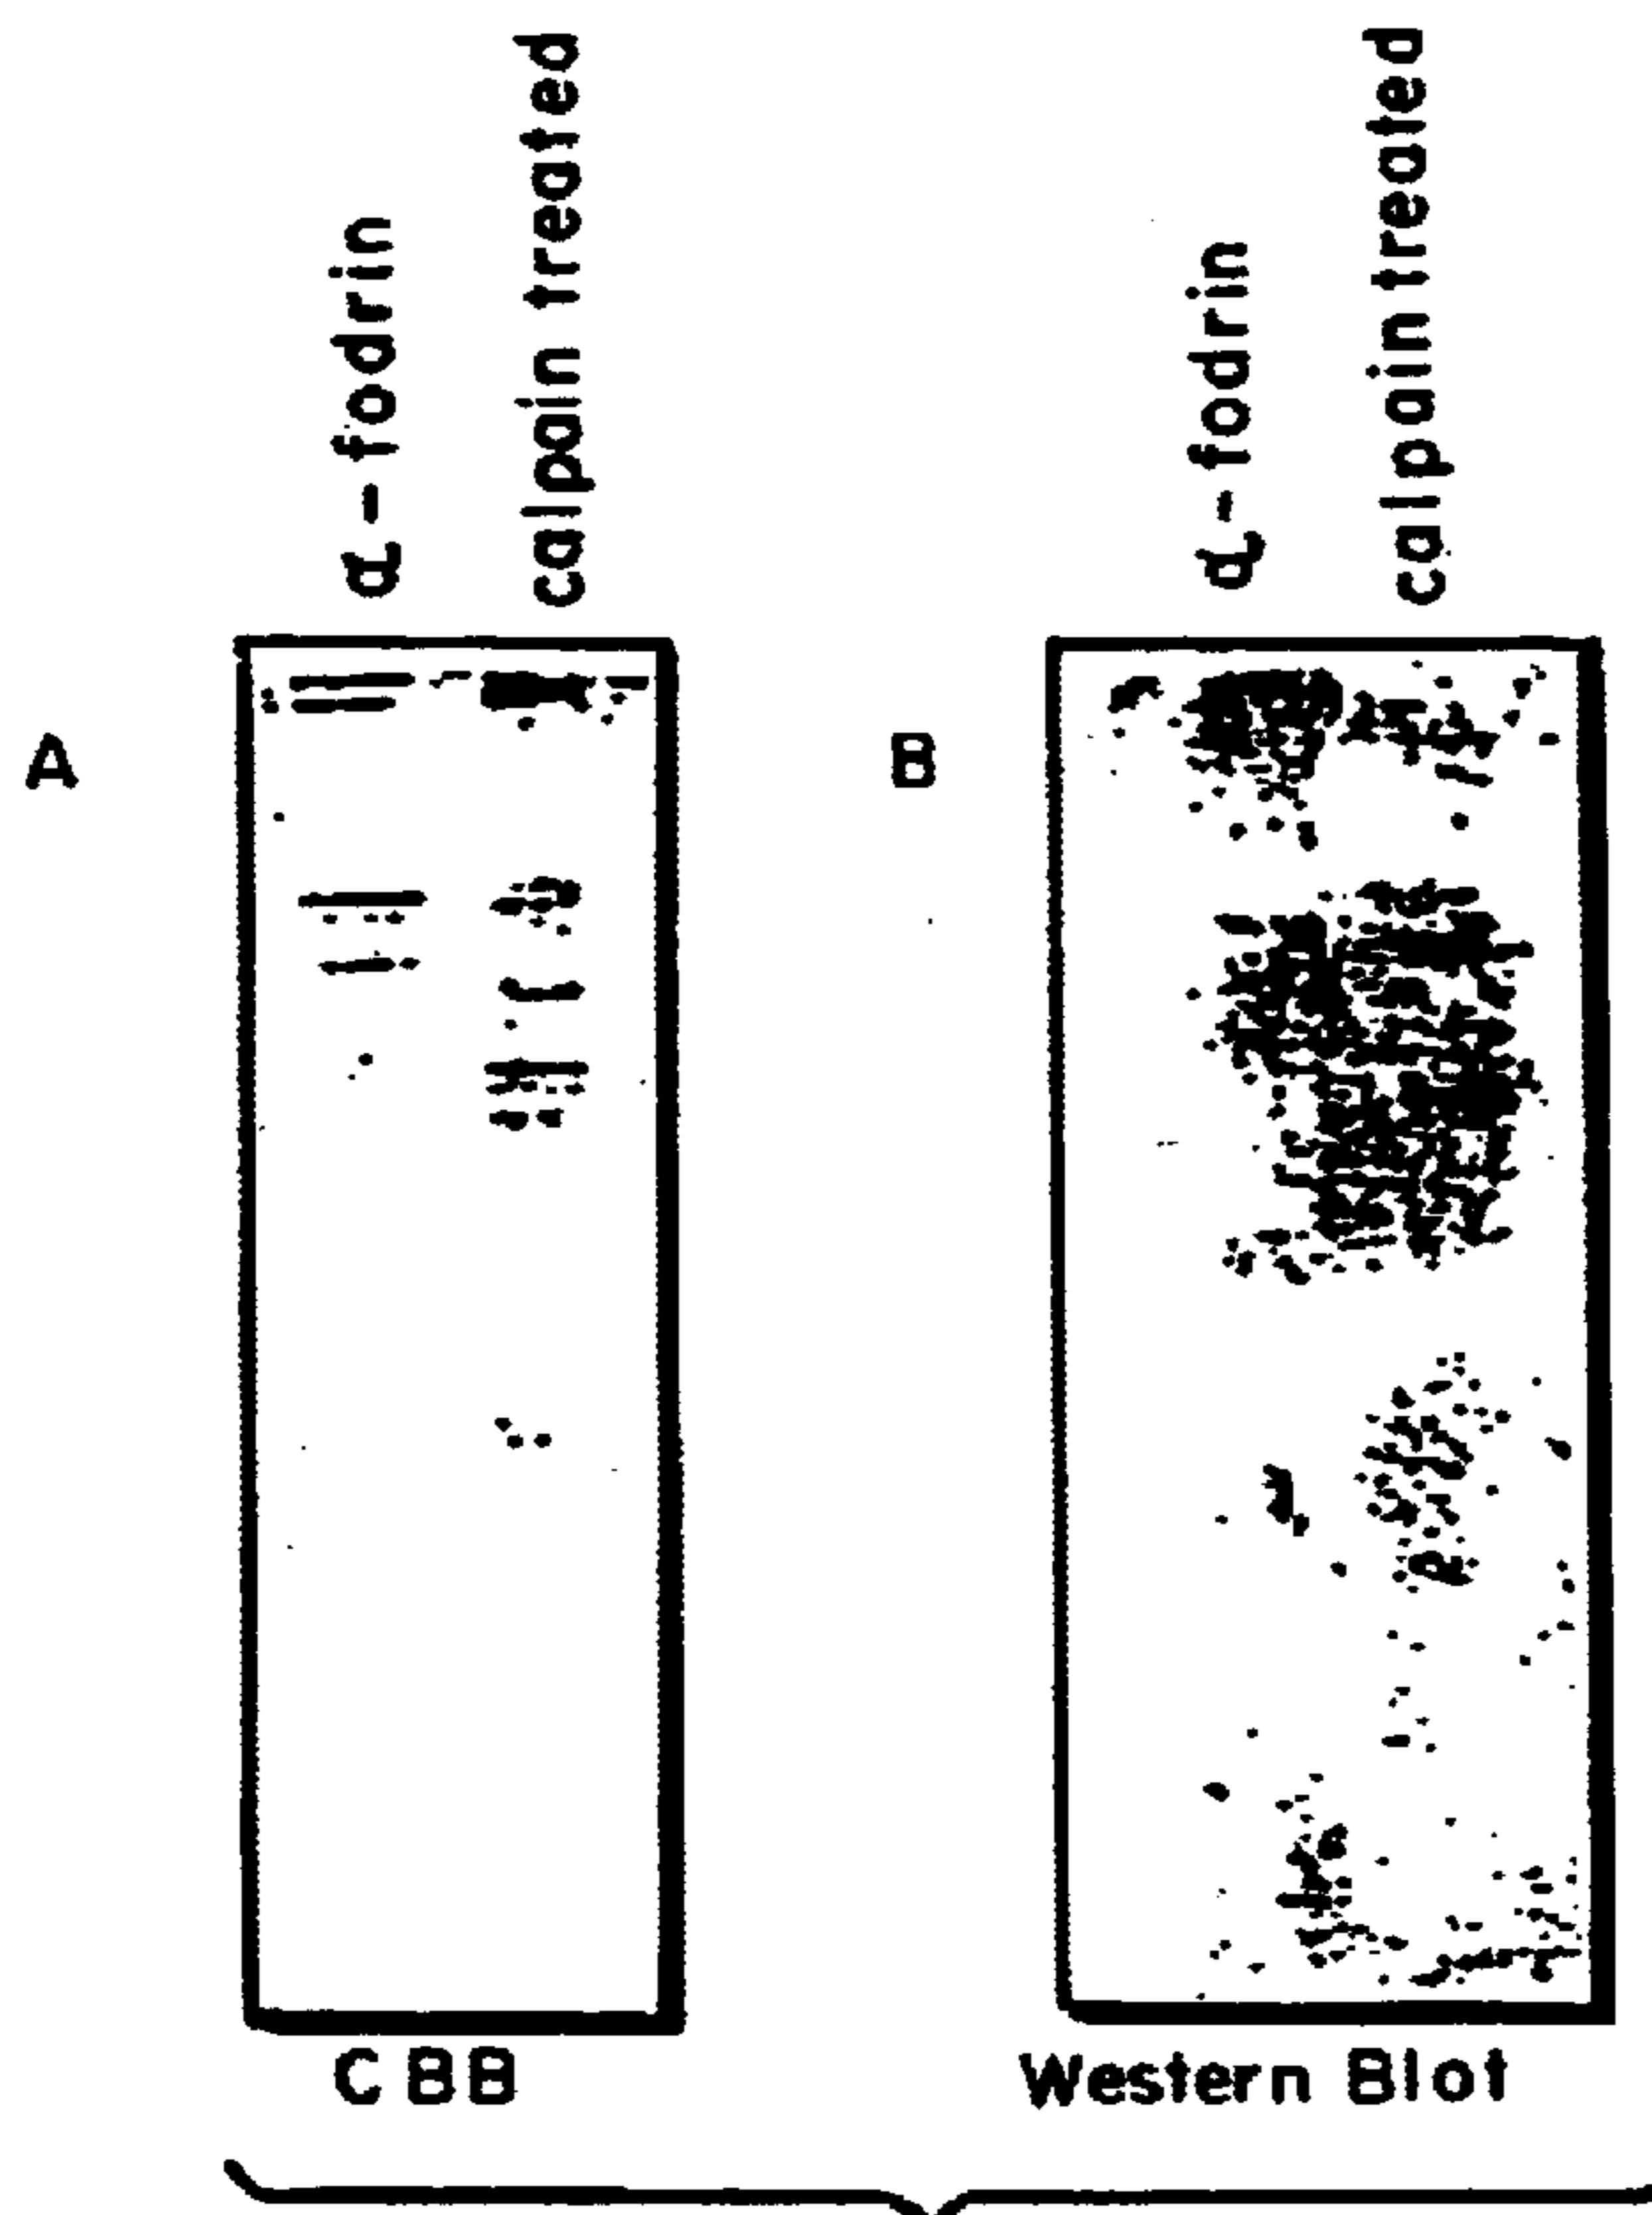 α-fodrin
calpain treated
α-fodrin
calpain treated
A
B
CBB
Western Blot